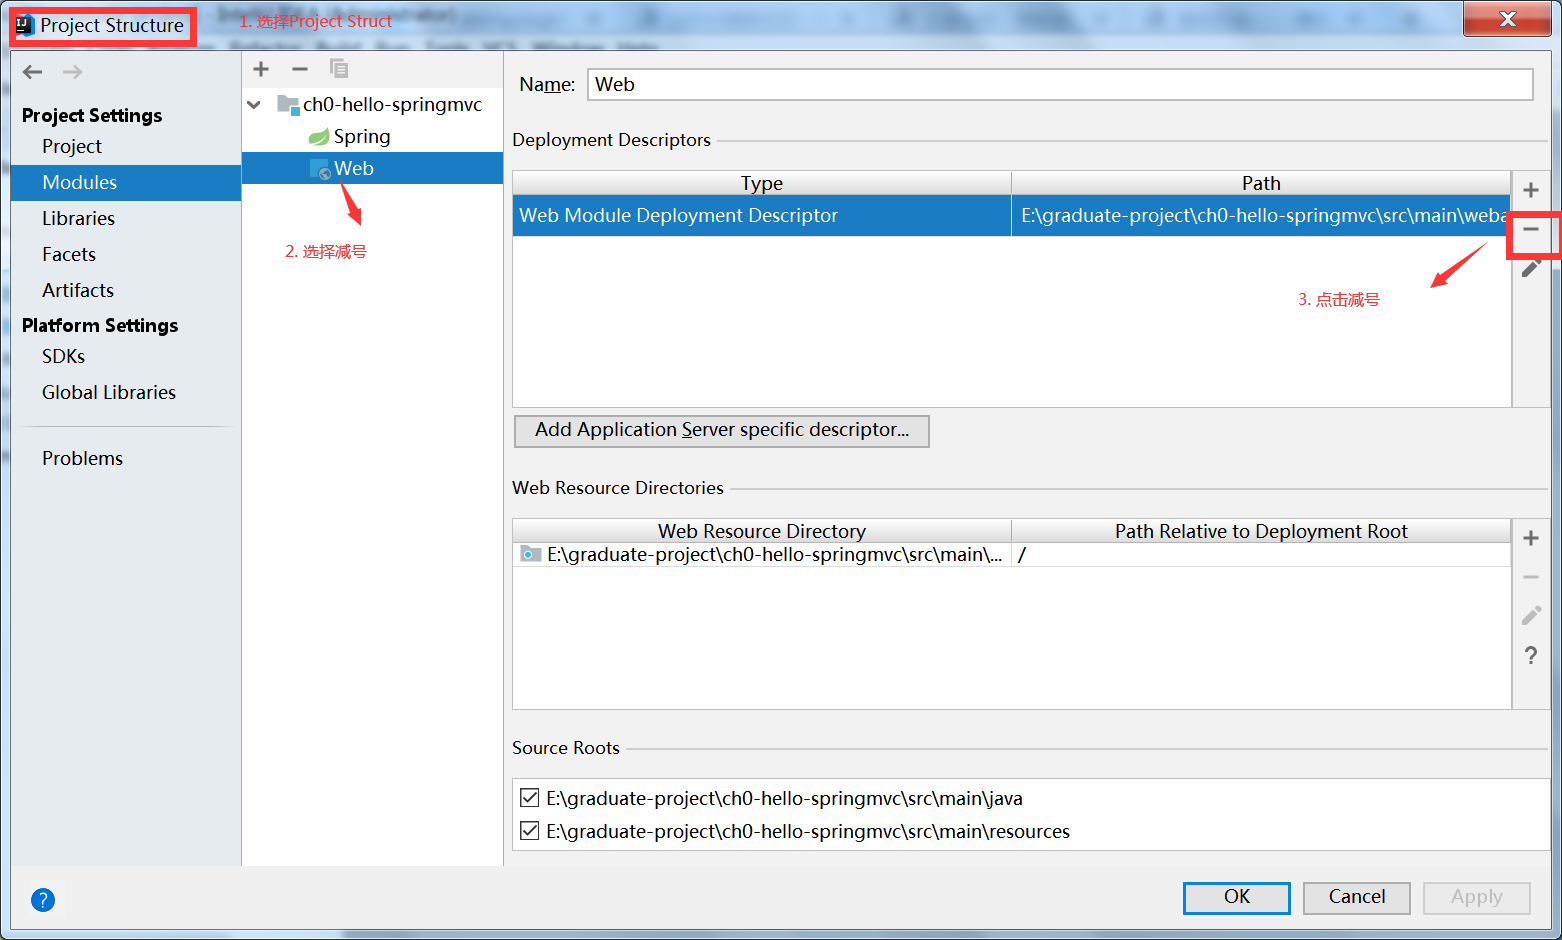 Project Structure
1. 选择Project Struct
Project Settings
Project
Modules
Libraries
Facets
Artifacts
Platform Settings
SDKs
Global Libraries
Problems
ch0-hello-springmvc
Spring
Web
2. 选择减号
Name: Web
Deployment Descriptors
Type Path
Web Module Deployment Descriptor E:\graduate-project\ch0-hello-springmvc\src\main\weba
3. 点击减号
Add Application Server specific descriptor...
Web Resource Directories
Web Resource Directory Path Relative to Deployment Root
E:\graduate-project\ch0-hello-springmvc\src\main\... /
Source Roots
E:\graduate-project\ch0-hello-springmvc\src\main\java
E:\graduate-project\ch0-hello-springmvc\src\main\resources
OK Cancel Apply